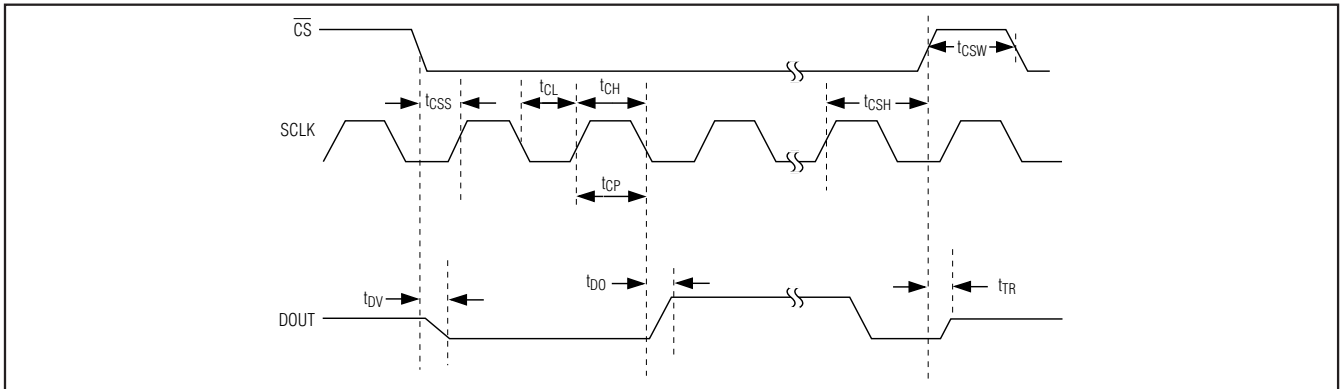 CS
tCSW
tCSS
tCL
tCH
tCSH
SCLK
tCP
tDV
tDO
tTR
DOUT